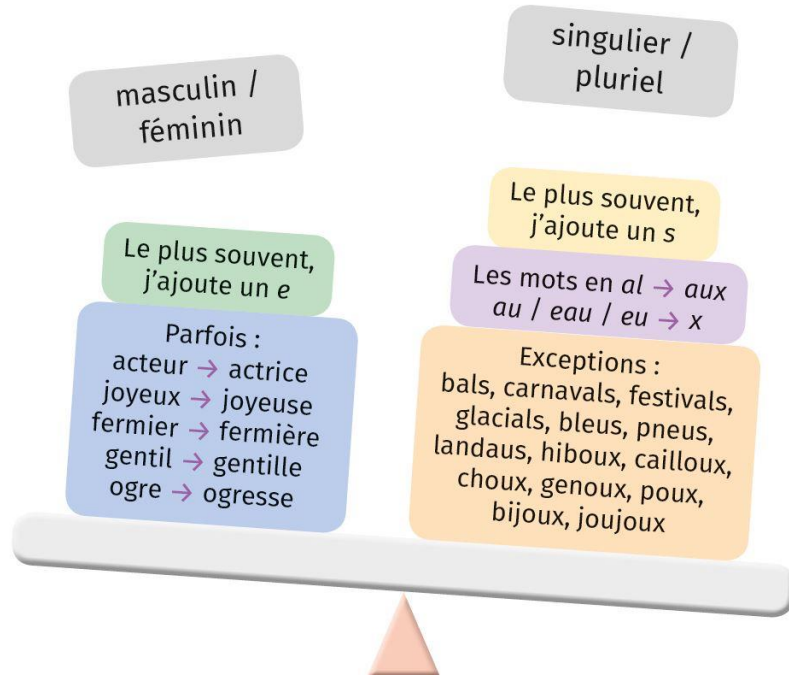 masculin /
féminin
Le plus souvent,
j'ajoute un e
Parfois :
acteur → actrice
joyeux → joyeuse
fermier → fermière
gentil → gentille
ogre → ogresse
singulier /
pluriel
Le plus souvent,
j'ajoute un s
Les mots en al → aux
au / eau / eu → x
Exceptions :
bals, carnavals, festivals,
glacials, bleus, pneus,
landaus, hiboux, cailloux,
choux, genoux, poux,
bijoux, joujoux